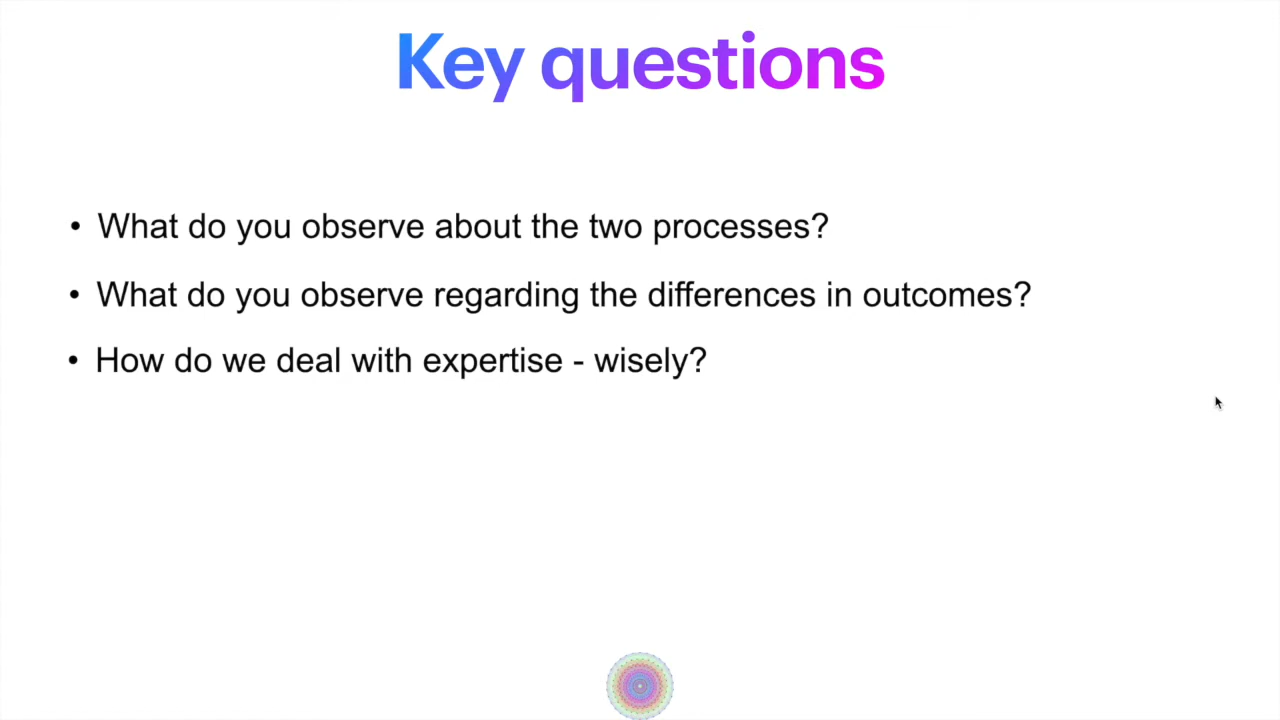 Key questions
• What do you observe about the two processes?
• What do you observe regarding the differences in outcomes?
• How do we deal with expertise - wisely?